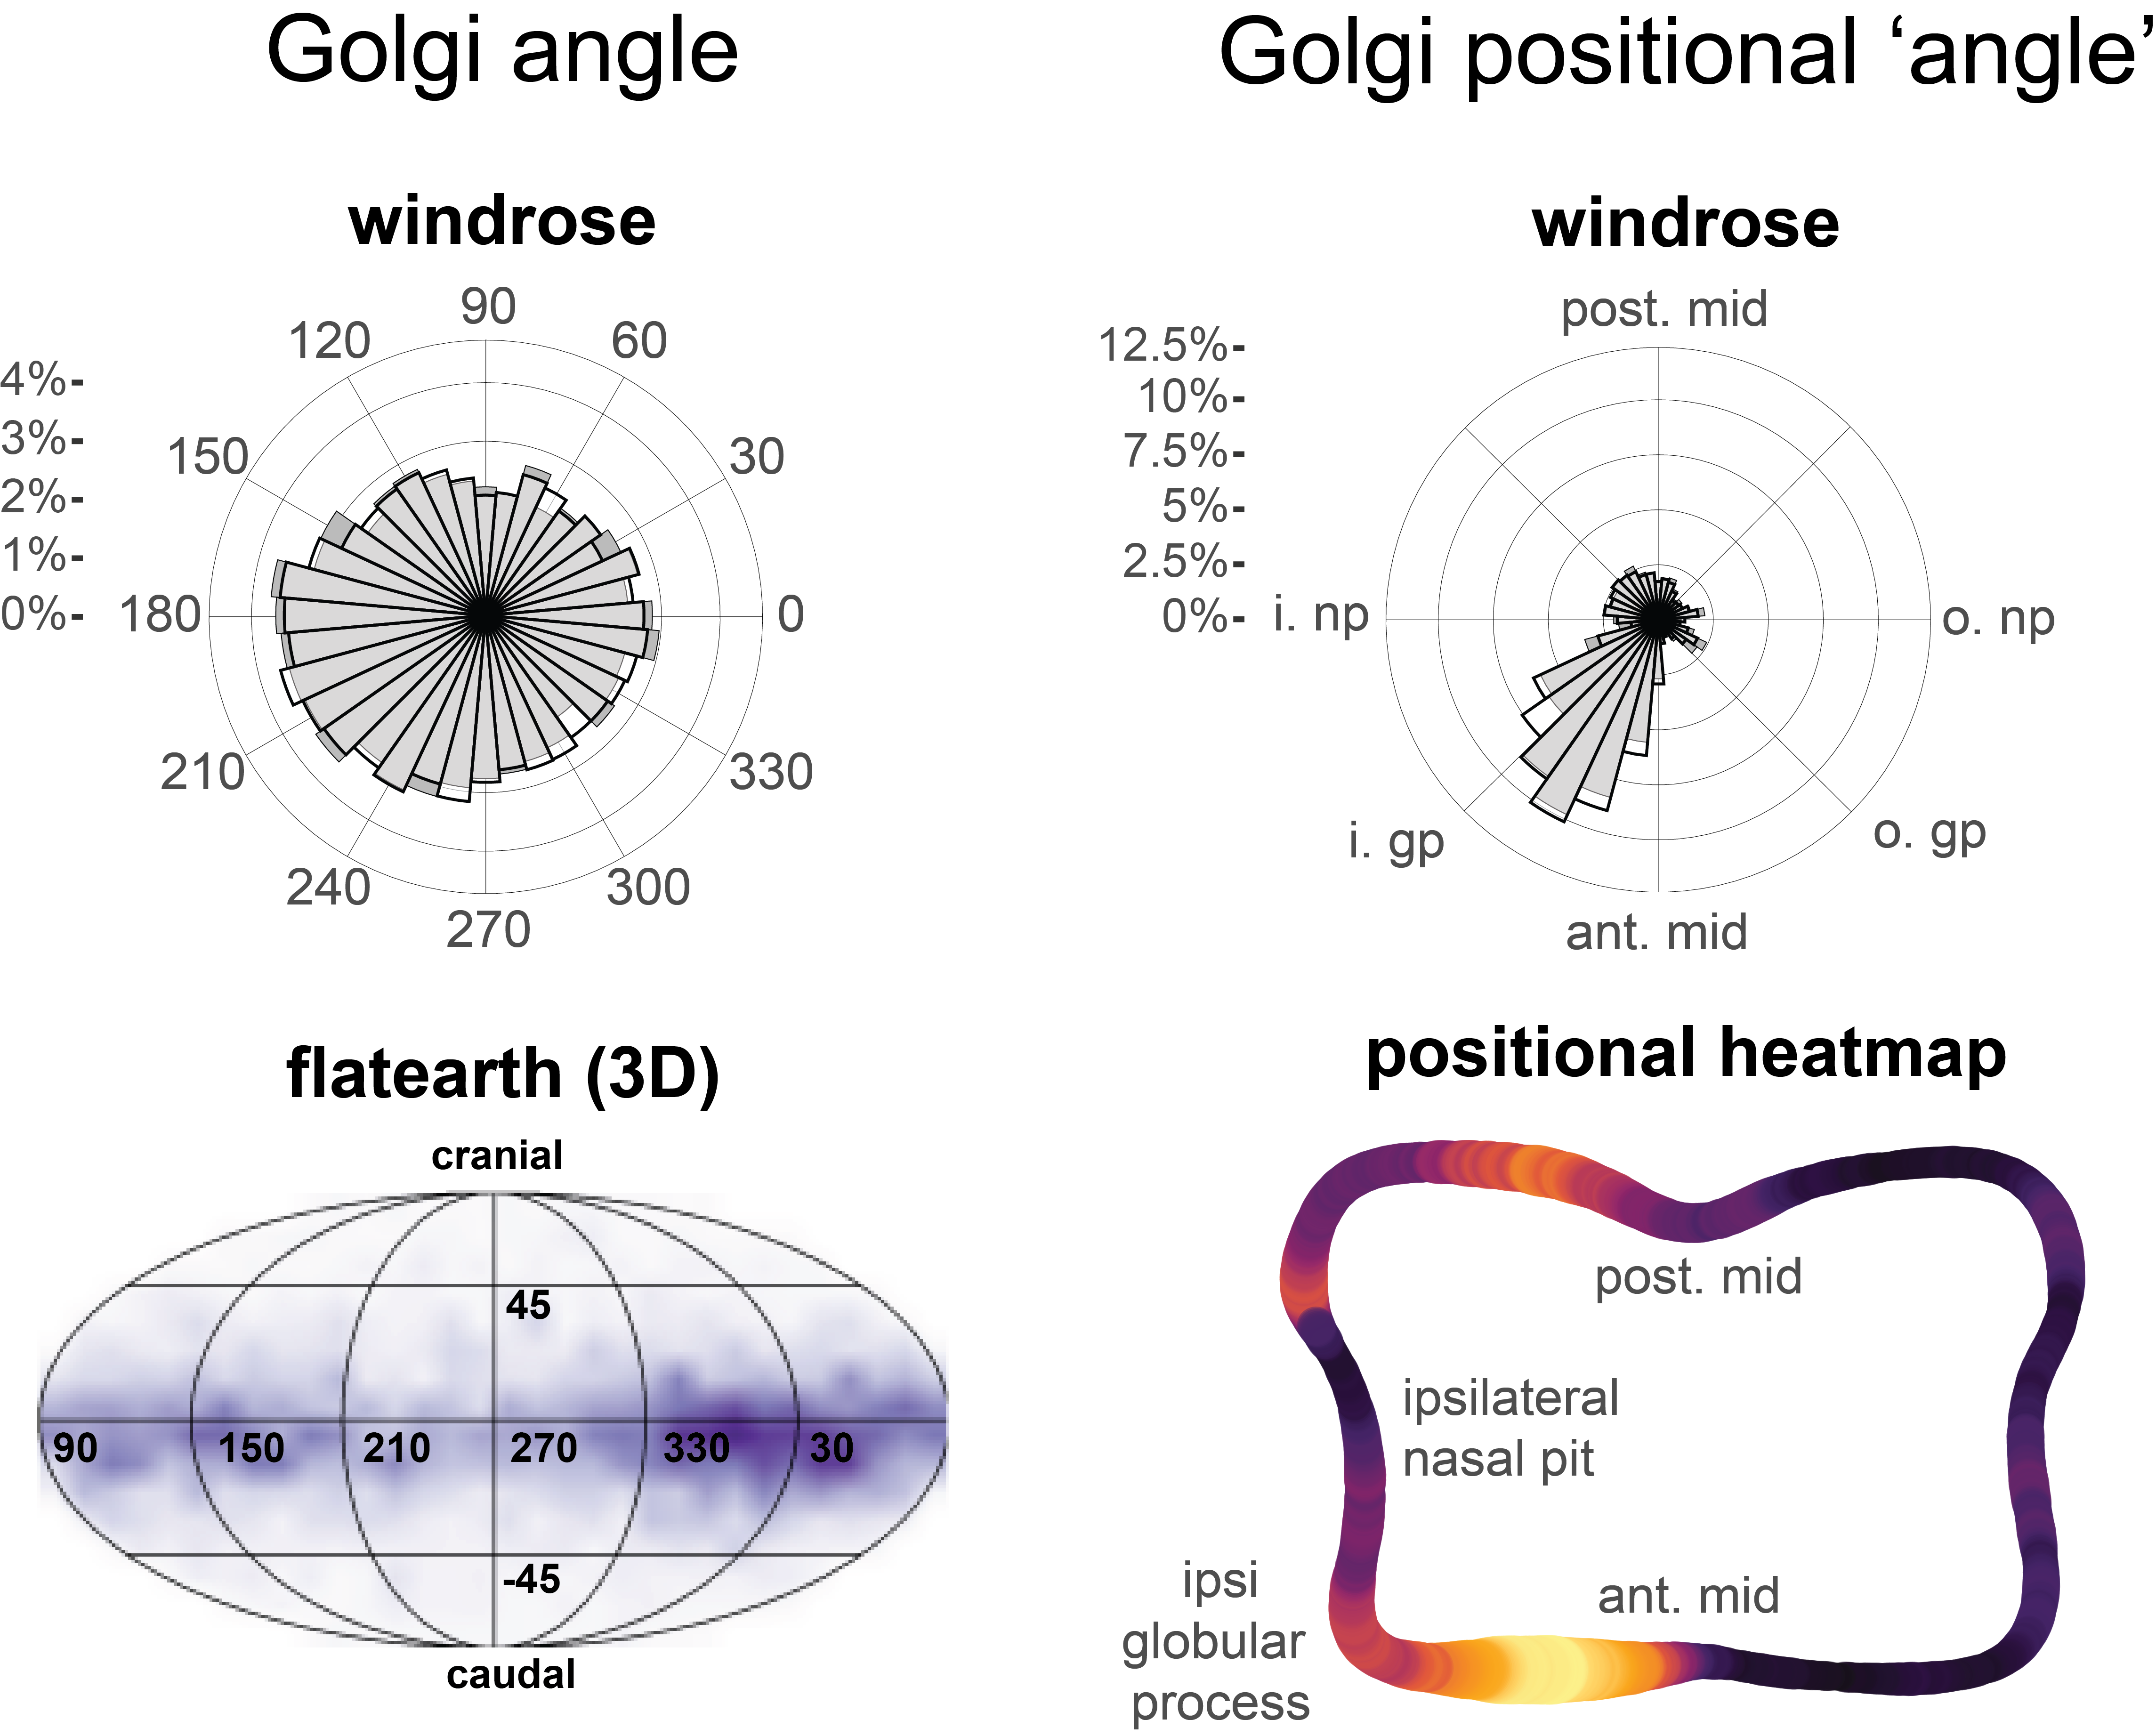 Golgi angle
windrose
90
120
60
4%-
3%-
150
30
2%-
1%-
0%-
180
0
210
330
240
300
270
flatearth (3D)
cranial
45
90
150
210
270
330
30
-45
caudal
Golgi positional ‘angle’
windrose
post. mid
12.5%-
10%-
7.5%-
5%-
2.5%-
0%-
i. np
o. np
i. gp
o. gp
ant. mid
positional heatmap
post. mid
ipsilateral
nasal pit
ipsi
globular
process
ant. mid